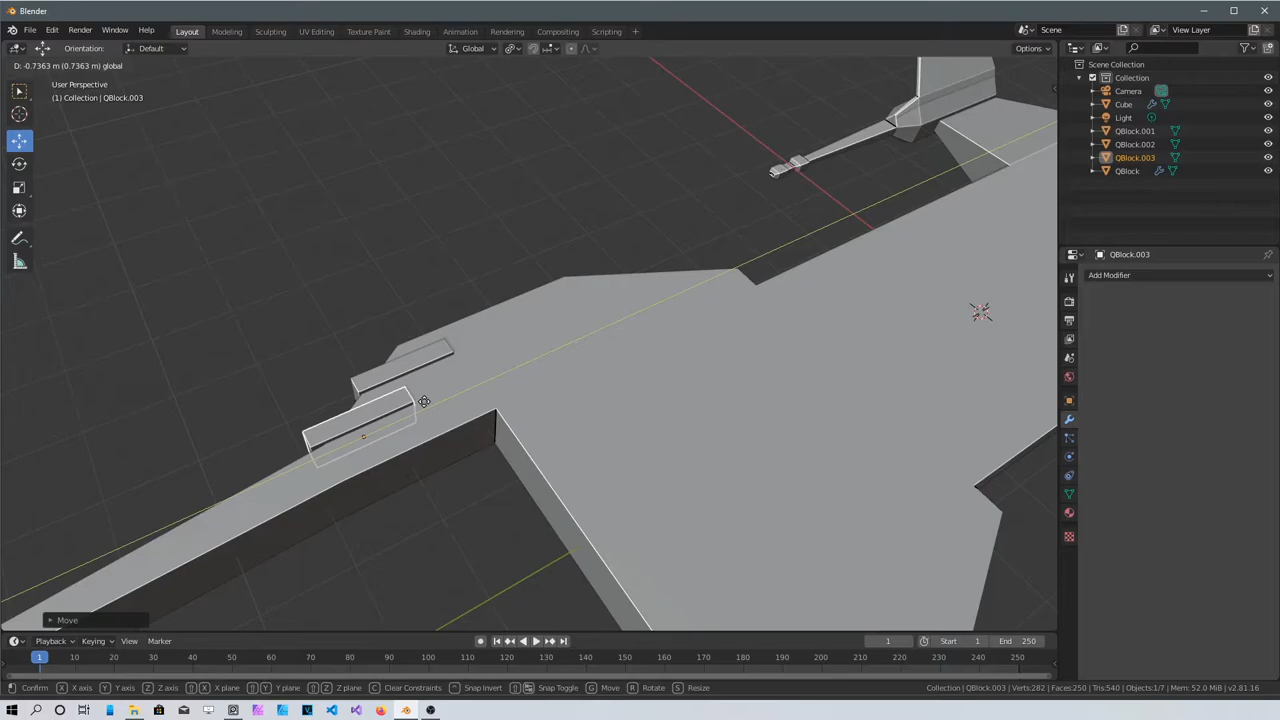 Blender
File Edit Render Window Help Layout Modeling Sculpting UV Editing Texture Paint Shading Animation Rendering Compositing Scripting + Scene View Layer
Orientation: Default Global Options
D: -0.7363 m (0.7363 m) global
User Perspective
(1) Collection | QBlock.003
Scene Collection
Collection
Camera
Cube
Light
QBlock.001
QBlock.002
QBlock.003
QBlock
QBlock.003
Add Modifier
Move
Playback Keying View Marker 1 Start 1 End 250
1 10 20 30 40 50 60 70 80 90 100 110 120 130 140 150 160 170 180 190 200 210 220 230 240 250
Confirm X X axis Y Y axis Z Z axis X X plane Y Y plane Z Z plane C Clear Constraints Snap Invert Snap Toggle G Move R Rotate S Resize Collection | QBlock.003 | Verts:282 | Faces:250 | Tris:540 | Objects:1/7 | Mem: 52.0 MiB | v2.81.16